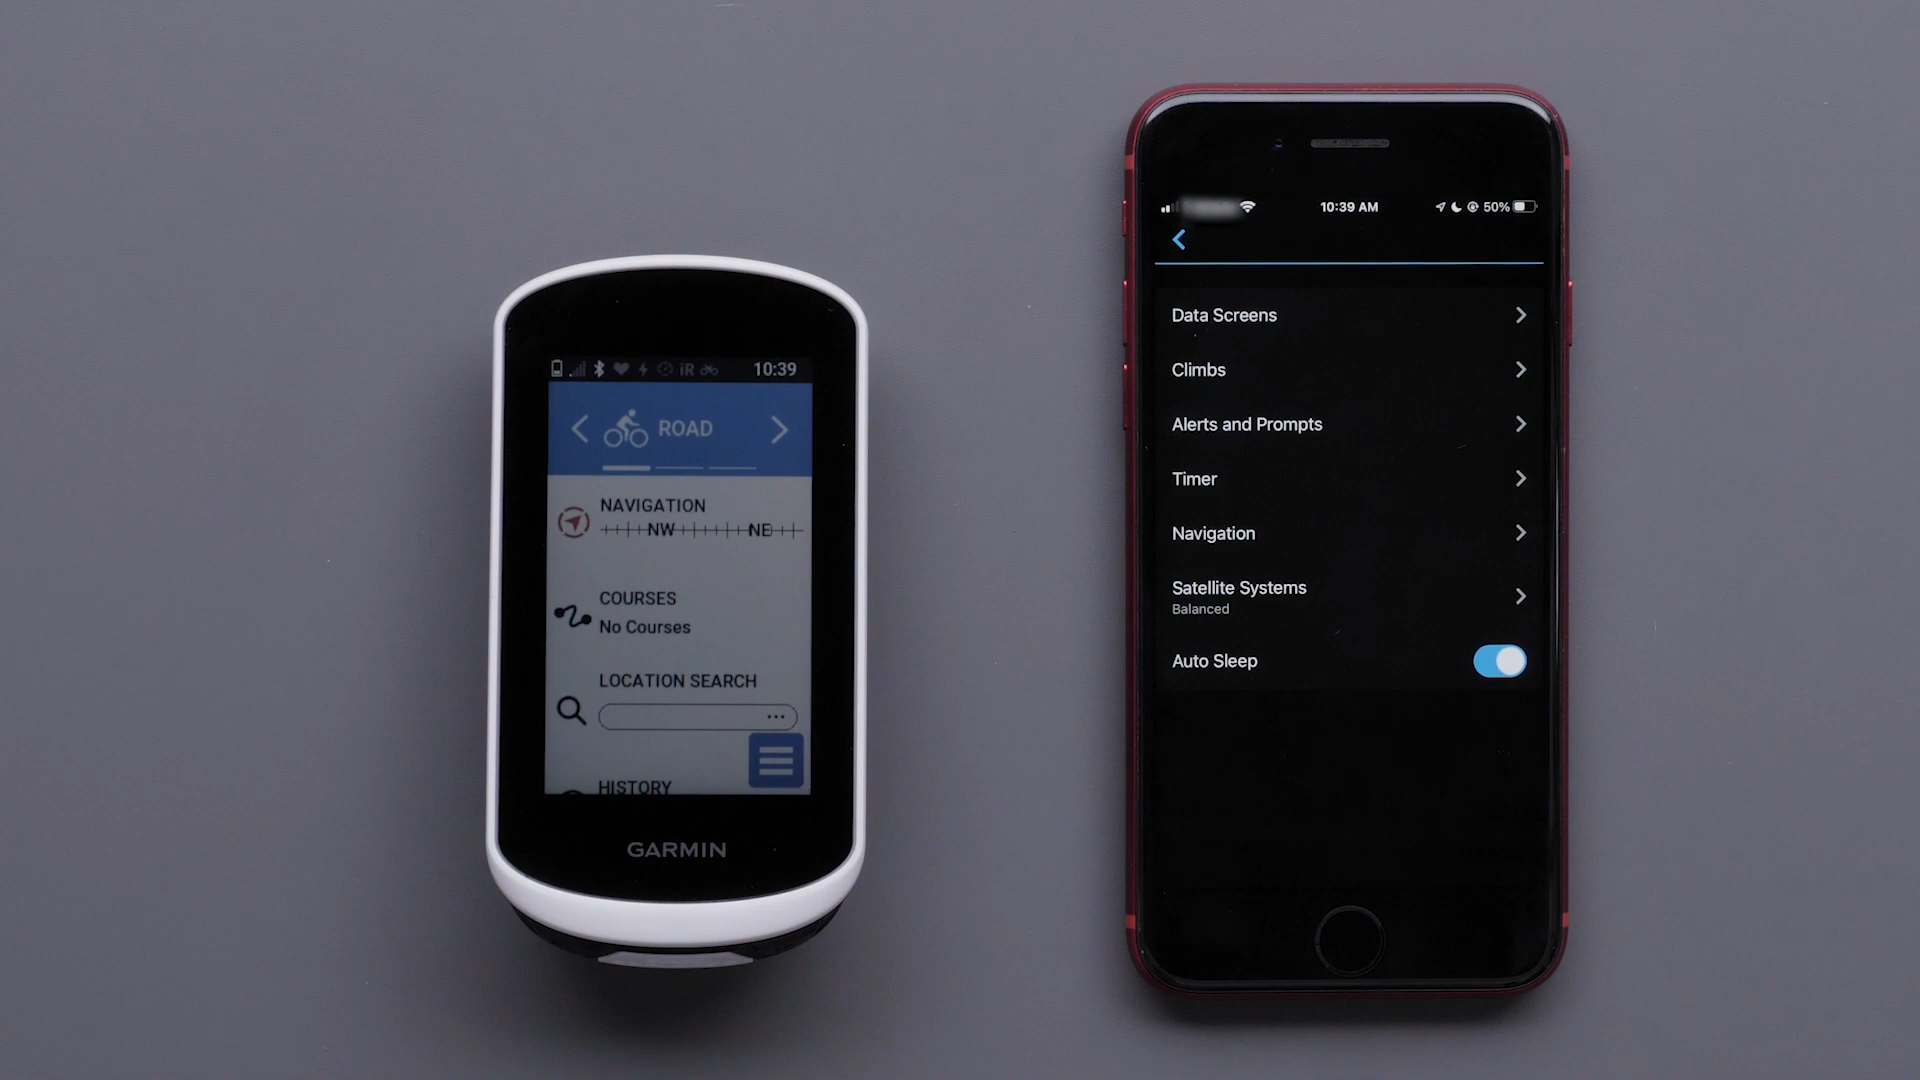 iR 10:39
ROAD
NAVIGATION
NW NE
COURSES
No Courses
LOCATION SEARCH
...
HISTORY
GARMIN
10:39 AM 50%
Data Screens
Climbs
Alerts and Prompts
Timer
Navigation
Satellite Systems
Balanced
Auto Sleep